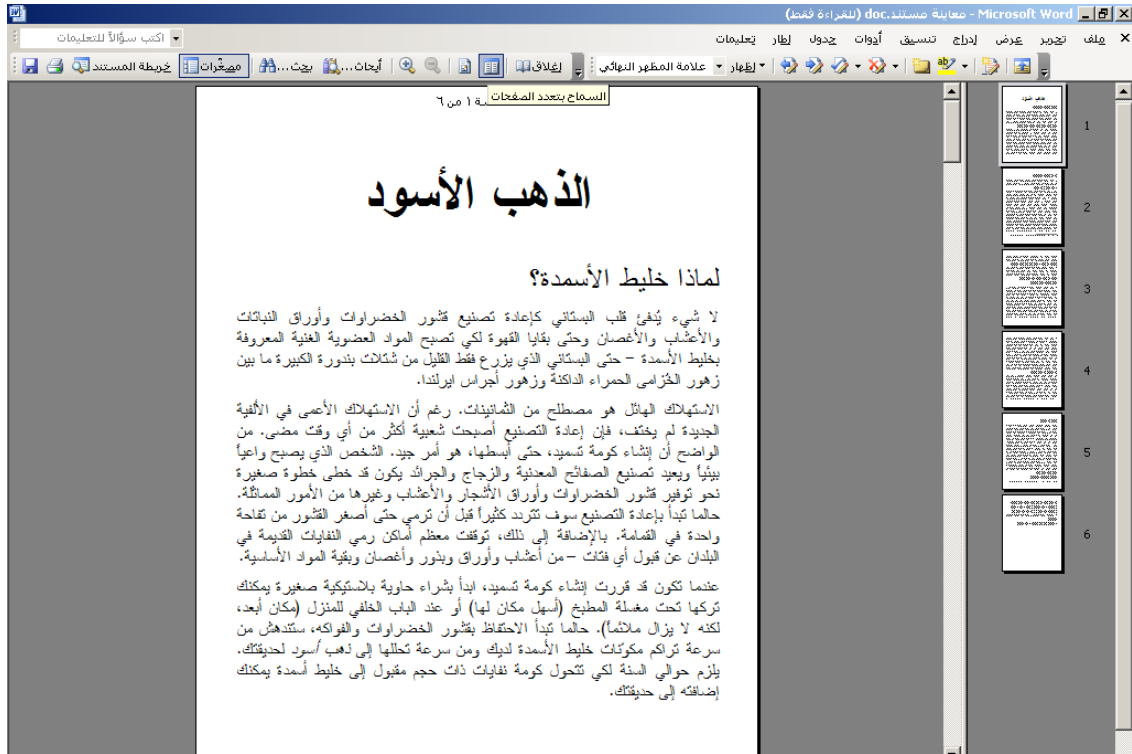 Microsoft Word - معاينة مستند.doc (للقراءة فقط)
ملف تحرير عرض إدراج تنسيق أدوات جدول إطار تعليمات
اكتب سؤالاً للتعليمات
إظهار علامة المظهر النهائي
إغلاق أبحاث... بحث... مصغّرات خريطة المستند
السماح بتعدد الصفحات
ة ١ من ٦
الذهب الأسود
لماذا خليط الأسمدة؟
لا شيء يُدفئ قلب البستاني كإعادة تصنيع قشور الخضراوات وأوراق النباتات
والأعشاب والأغصان وحتى بقايا القهوة لكي تصبح المواد العضوية الغنية المعروفة
بخليط الأسمدة – حتى البستاني الذي يزرع فقط القليل من شتلات بندورة الكبيرة ما بين
زهور الخُزامى الحمراء الداكنة وزهور أجراس ايرلندا.
الاستهلاك الهائل هو مصطلح من الثمانينات. رغم أن الاستهلاك الأعمى في الألفية
الجديدة لم يختف، فإن إعادة التصنيع أصبحت شعبية أكثر من أي وقت مضى. من
الواضح أن إنشاء كومة تسميد، حتى أبسطها، هو أمر جيد. الشخص الذي يصبح واعياً
بيئياً ويعيد تصنيع الصفائح المعدنية والزجاج والجرائد يكون قد خطى خطوة صغيرة
نحو توفير قشور الخضراوات وأوراق الأشجار والأعشاب وغيرها من الأمور المماثلة.
حالما تبدأ بإعادة التصنيع سوف تتردد كثيراً قبل أن ترمي حتى أصغر القشور من تفاحة
واحدة في القمامة. بالإضافة إلى ذلك، توقفت معظم أماكن رمي النفايات القديمة في
البلدان عن قبول أي فتات – من أعشاب وأوراق وبذور وأغصان وبقية المواد الأساسية.
عندما تكون قد قررت إنشاء كومة تسميد، ابدأ بشراء حاوية بلاستيكية صغيرة يمكنك
تركها تحت مغسلة المطبخ (أسهل مكان لها) أو عند الباب الخلفي للمنزل (مكان أبعد،
لكنه لا يزال ملائماً). حالما تبدأ الاحتفاظ بقشور الخضراوات والفواكه، ستندهش من
سرعة تراكم مكوّنات خليط الأسمدة لديك ومن سرعة تحللها إلى ذهب أسود لحديقتك.
يلزم حوالي السنة لكي تتحول كومة نفايات ذات حجم مقبول إلى خليط أسمدة يمكنك
إضافته إلى حديقتك.
1
2
3
4
5
6